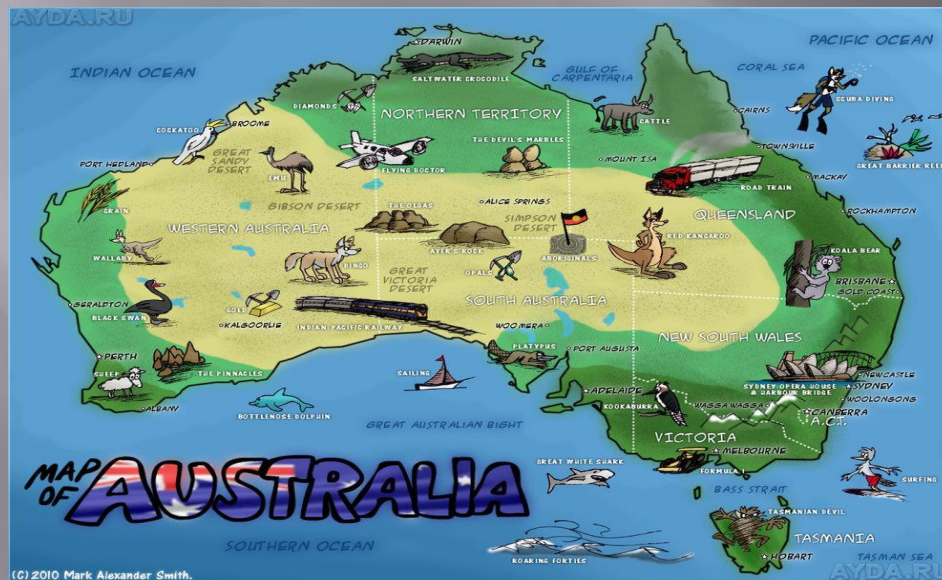 AYDA.RU
DARWIN
PACIFIC OCEAN
INDIAN OCEAN
SALTWATER CROCODILE
GULF OF
CARPENTARIA
CORAL SEA
SCUBA DIVING
DIAMONDS
NORTHERN TERRITORY
CATTLE
CAIRNS
COCKATOO
BROOME
THE DEVIL'S MARBLES
TOWNSVILLE
GREAT BARRIER REEF
PORT HEDLAND
GREAT
SANDY
DESERT
EMU
FLYING DOCTOR
MOUNT ISA
MACKAY
ROAD TRAIN
GRAIN
GIBSON DESERT
THE OLGAS
ALICE SPRINGS
SIMPSON
DESERT
QUEENSLAND
ROCKHAMPTON
WESTERN AUSTRALIA
RED KANGAROO
WALLABY
DINGO
AYER'S ROCK
ABORIGINALS
KOALA BEAR
GREAT
VICTORIA
DESERT
OPALS
BRISBANE
GOLD COAST
GERALDTON
BLACK SWAN
GOLD
SOUTH AUSTRALIA
KALGOORLIE
INDIAN PACIFIC RAILWAY
WOOMERA
NEW SOUTH WALES
PERTH
PLATYPUS
PORT AUGUSTA
SHEEP
THE PINNACLES
SAILING
NEWCASTLE
SYDNEY OPERA HOUSE
& HARBOUR BRIDGE
SYDNEY
ADELAIDE
WOOLONGONG
ALBANY
BOTTLENOSE DOLPHIN
KOOKABURRA
WAGGA WAGGA
CANBERRA
A.C.T.
GREAT AUSTRALIAN BIGHT
VICTORIA
MELBOURNE
MAP
OF
AUSTRALIA
GREAT WHITE SHARK
FORMULA 1
SURFING
BASS STRAIT
TASMANIAN DEVIL
TASMANIA
SOUTHERN OCEAN
ROARING FORTIES
HOBART
TASMAN SEA
(C) 2010 Mark Alexander Smith.
AYDA.RU